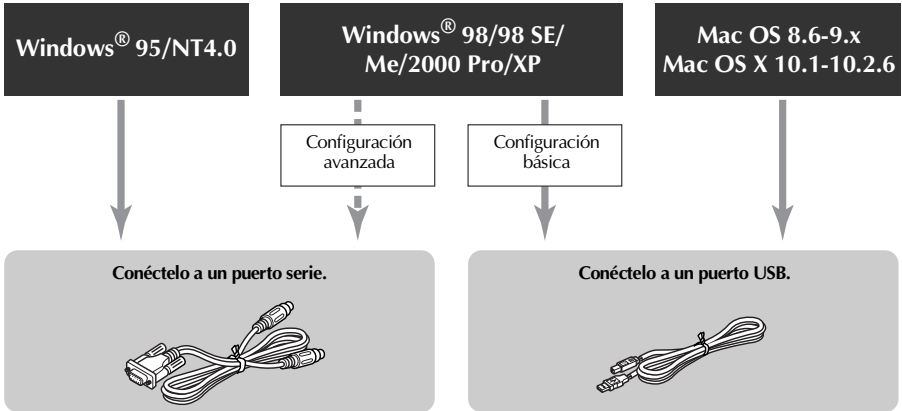 Windows® 95/NT4.0
Windows® 98/98 SE/
Me/2000 Pro/XP
Mac OS 8.6-9.x
Mac OS X 10.1-10.2.6
Configuración
avanzada
Configuración
básica
Conéctelo a un puerto serie.
Conéctelo a un puerto USB.